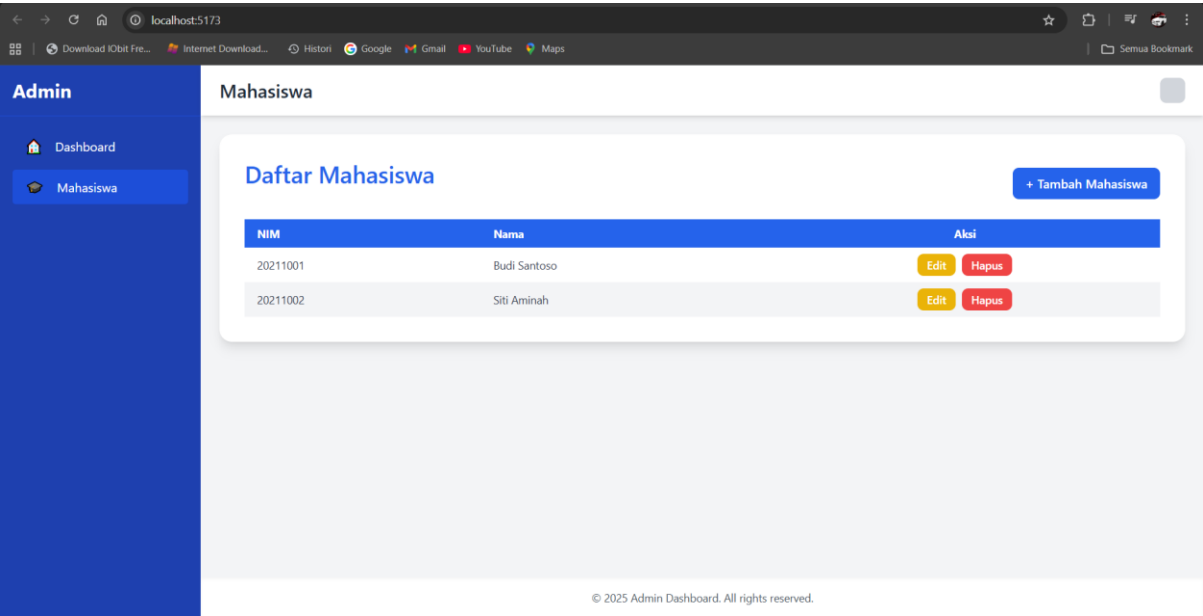 localhost:5173
Download IObit Fre... Internet Download... Histori Google Gmail YouTube Maps Semua Bookmark
Admin
Mahasiswa
Dashboard
Mahasiswa
Daftar Mahasiswa
+ Tambah Mahasiswa
NIM Nama Aksi
20211001 Budi Santoso Edit Hapus
20211002 Siti Aminah Edit Hapus
© 2025 Admin Dashboard. All rights reserved.